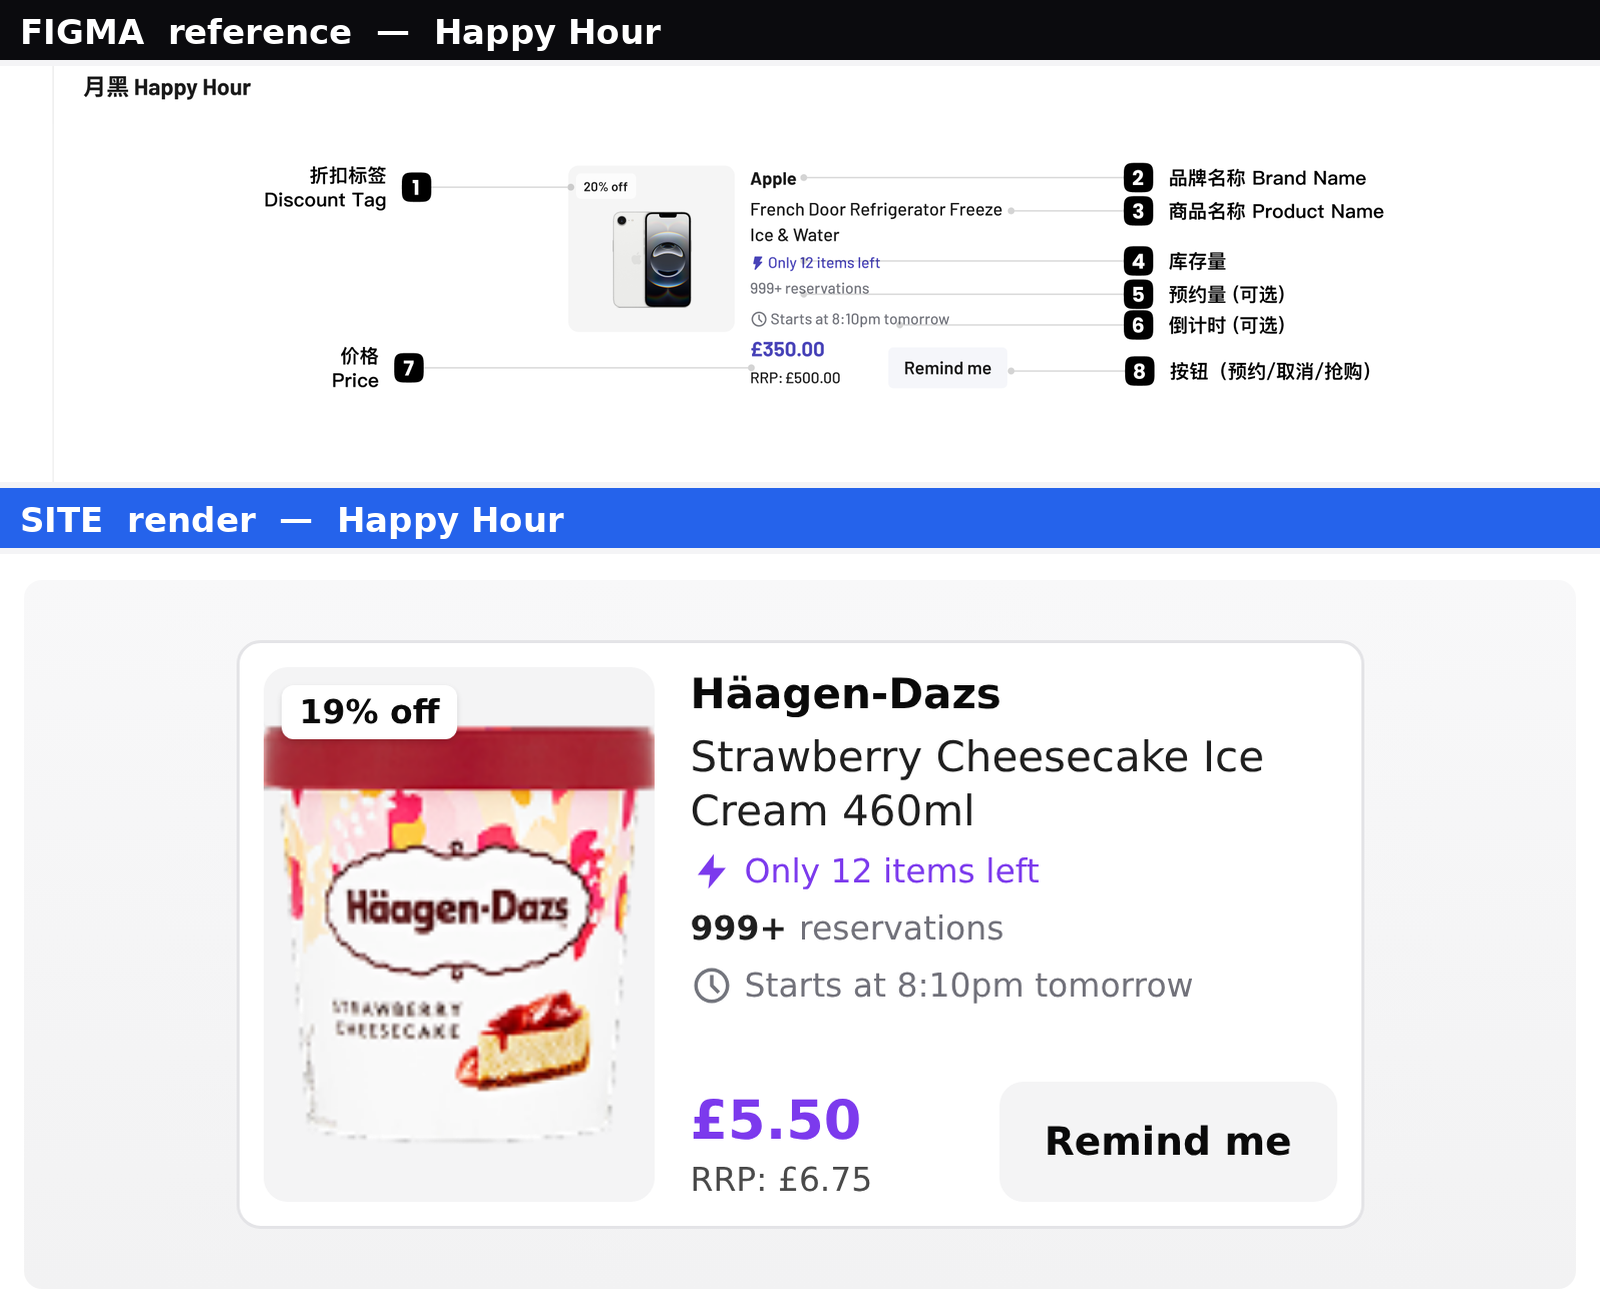 FIGMA reference — Happy Hour
月黑 Happy Hour
折扣标签
Discount Tag
1
20% off
Apple
2
品牌名称 Brand Name
French Door Refrigerator Freeze
Ice & Water
3
商品名称 Product Name
Only 12 items left
4
库存量
999+ reservations
5
预约量 (可选)
Starts at 8:10pm tomorrow
6
倒计时 (可选)
价格
Price
7
£350.00
RRP: £500.00
Remind me
8
按钮（预约/取消/抢购）
SITE render — Happy Hour
19% off
Häagen-Dazs
STRAWBERRY
CHEESECAKE
Häagen-Dazs
Strawberry Cheesecake Ice
Cream 460ml
Only 12 items left
999+ reservations
Starts at 8:10pm tomorrow
£5.50
RRP: £6.75
Remind me